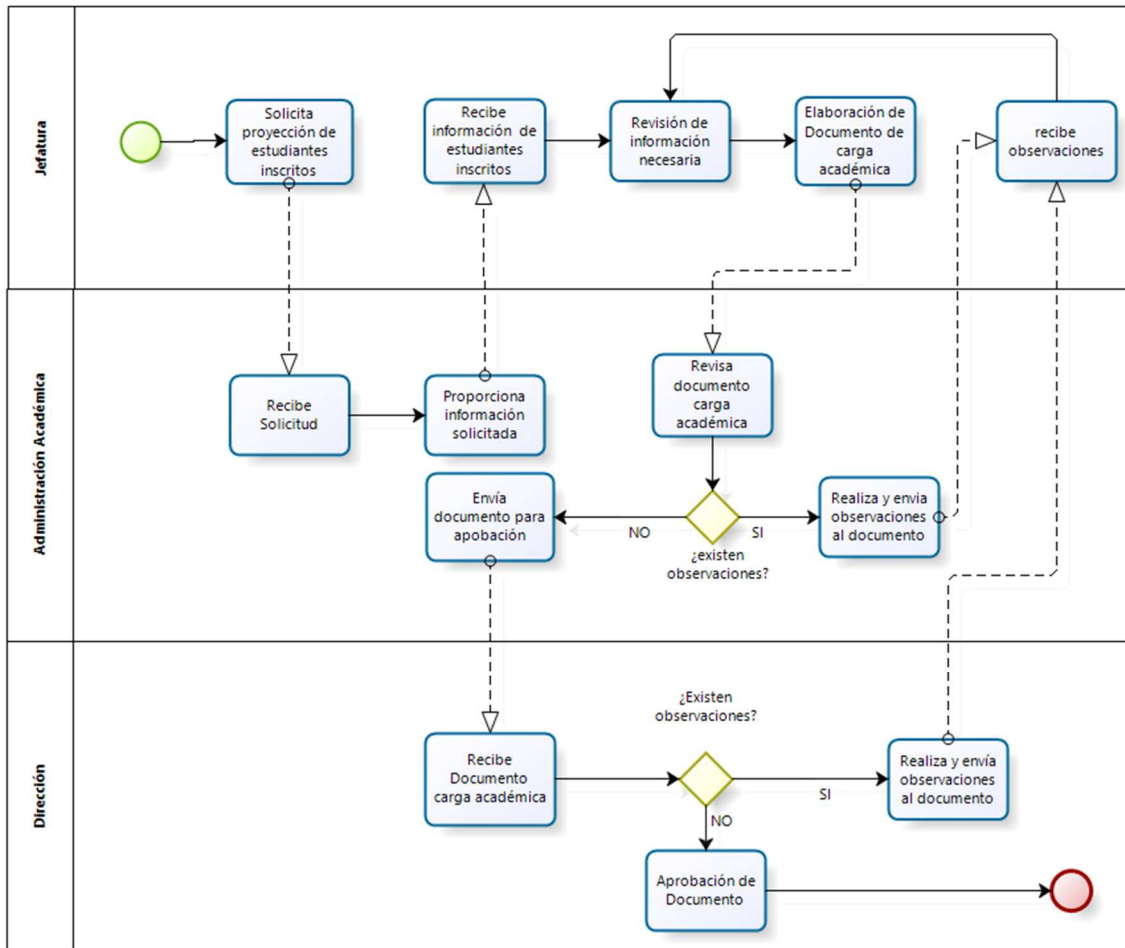 Jefatura
Solicita
proyección de
estudiantes
inscritos
Recibe
información de
estudiantes
inscritos
Revisión de
información
necesaria
Elaboración de
Documento de
carga
académica
recibe
observaciones
Administración Académica
Recibe
Solicitud
Proporciona
información
solicitada
Revisa
documento
carga
académica
Envía
documento para
apobación
NO
SI
¿existen
observaciones?
Realiza y envia
observaciones
al documento
Dirección
Recibe
Documento
carga académica
¿Existen
observaciones?
SI
NO
Realiza y envía
observaciones
al documento
Aprobación de
Documento